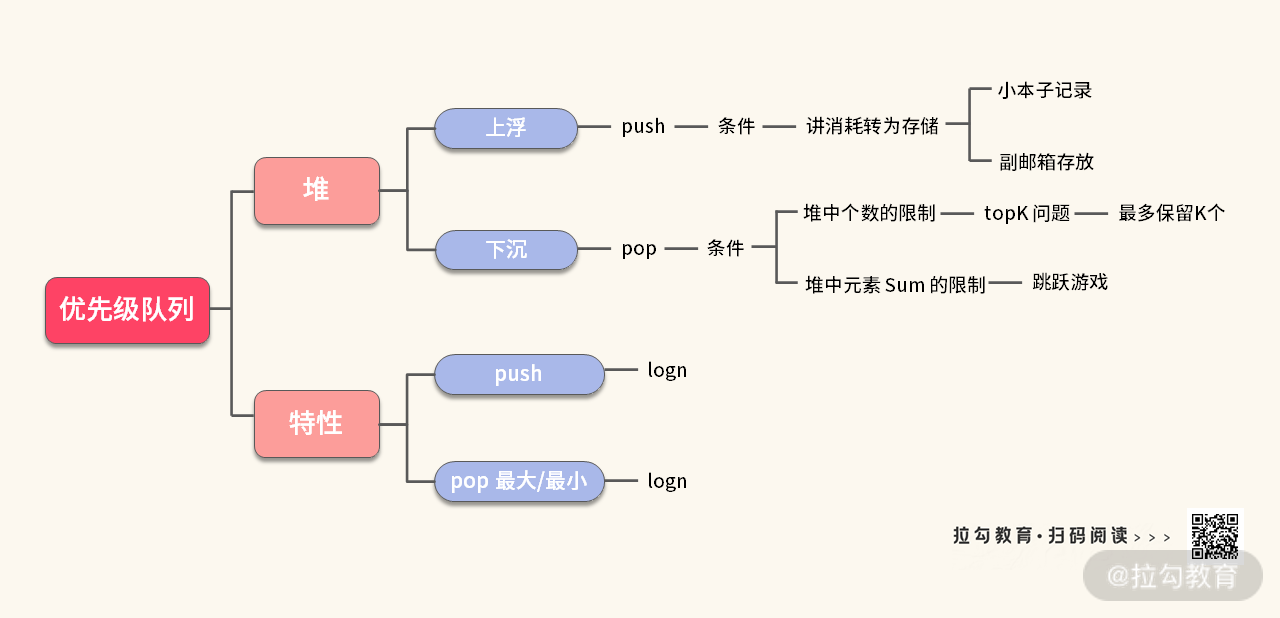 优先级队列
堆
上浮
push
条件
讲消耗转为存储
小本子记录
副邮箱存放
下沉
pop
条件
堆中个数的限制
topK 问题
最多保留K个
堆中元素 Sum 的限制
跳跃游戏
特性
push
logn
pop 最大/最小
logn
拉勾教育·扫码阅读>>>
@拉勾教育